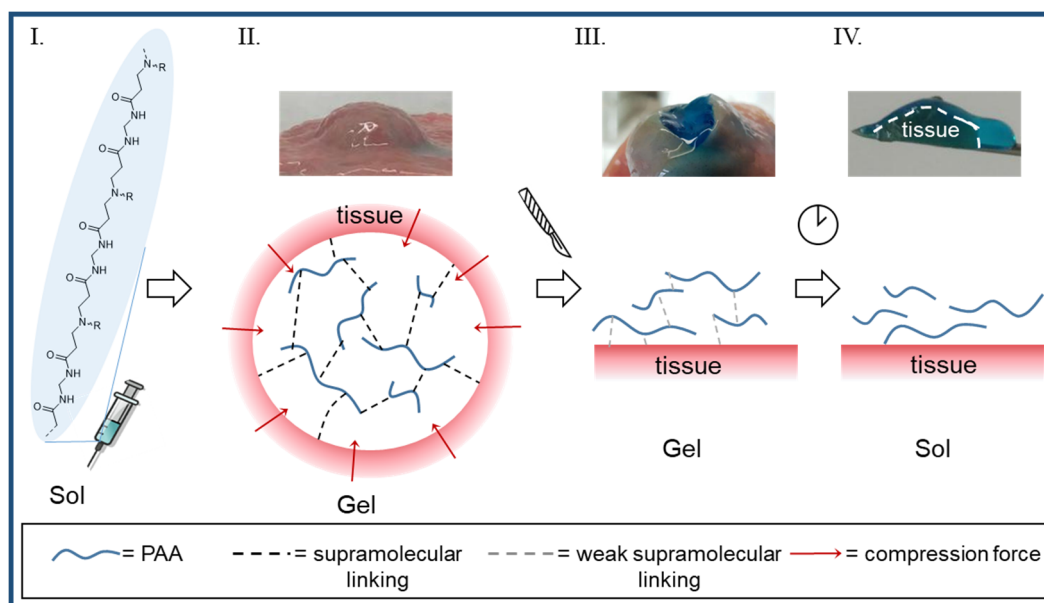 I.
II.
III.
IV.
N
R
O
NH
NH
O
N
R
O
NH
NH
O
N
R
O
NH
NH
O
Sol
tissue
Gel
tissue
Gel
tissue
tissue
Sol
= PAA
= supramolecular
linking
= weak supramolecular
linking
= compression force